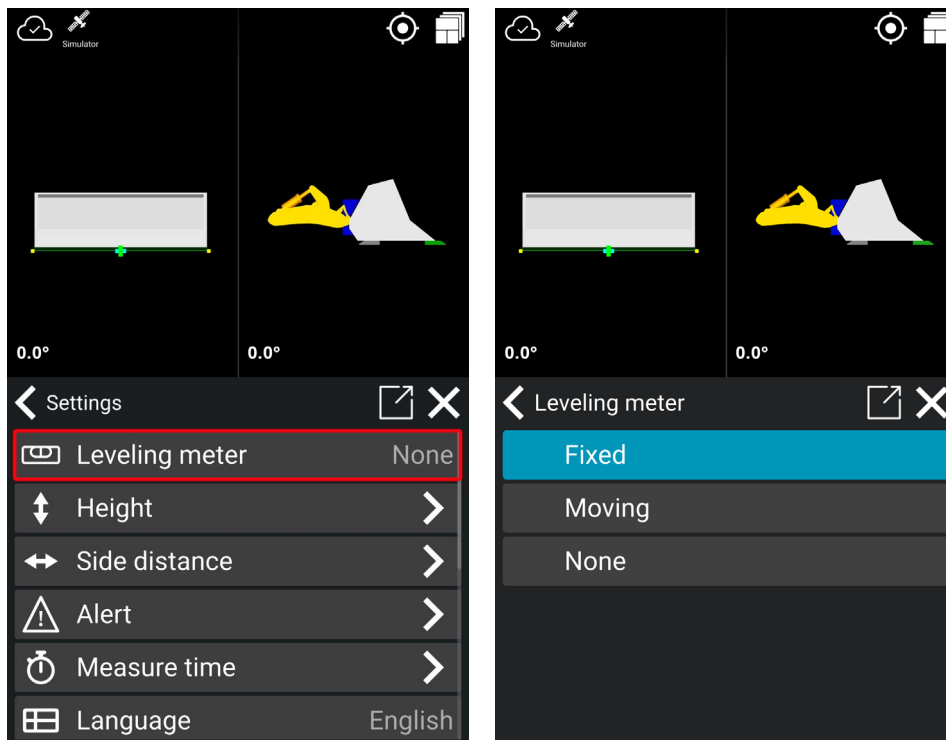 Simulator
0.0°
0.0°
Settings
Leveling meter None
Height
Side distance
Alert
Measure time
Language English
Simulator
0.0°
0.0°
Leveling meter
Fixed
Moving
None